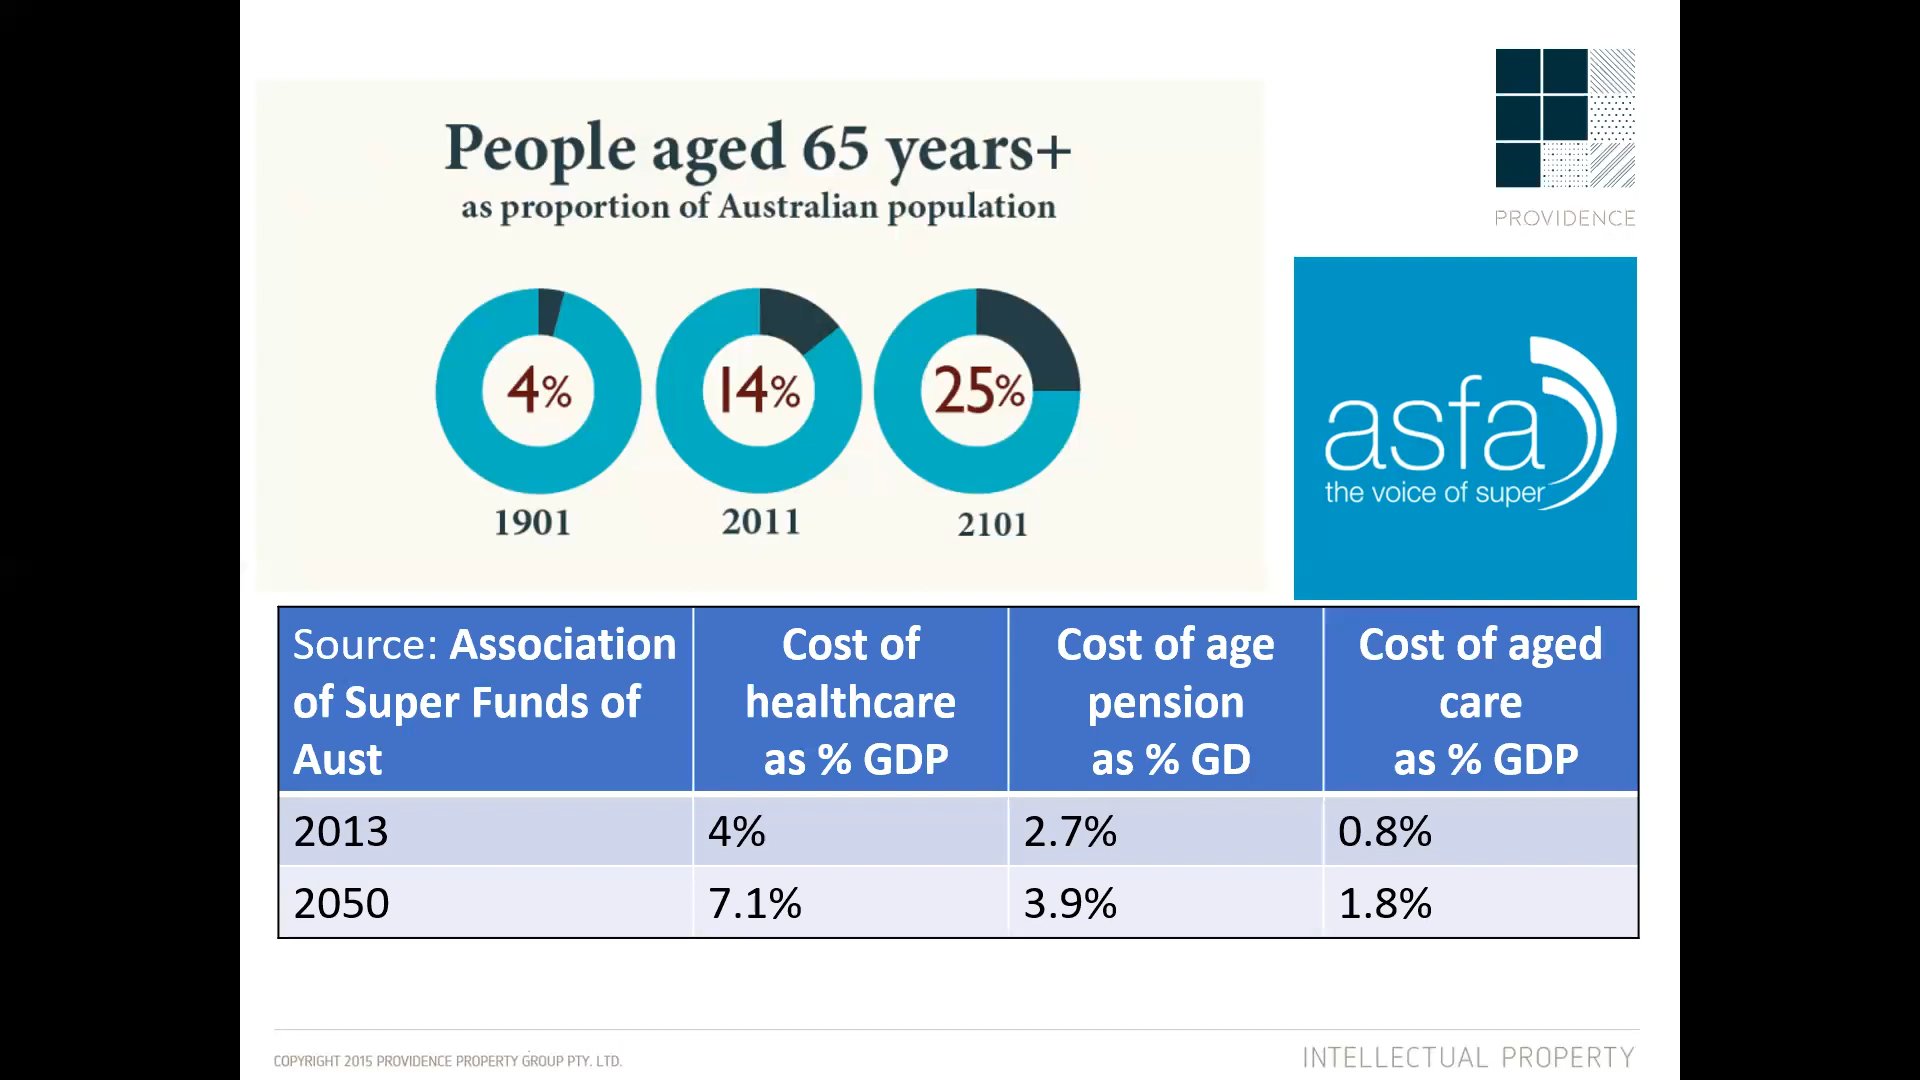 People aged 65 years+
as proportion of Australian population
PROVIDENCE
4%
14%
25%
1901
2011
2101
asfa
the voice of super
Source: Association
of Super Funds of
Aust
Cost of
healthcare
as % GDP
Cost of age
pension
as % GD
Cost of aged
care
as % GDP
2013
4%
2.7%
0.8%
2050
7.1%
3.9%
1.8%
COPYRIGHT 2015 PROVIDENCE PROPERTY GROUP PTY. LTD.
INTELLECTUAL PROPERTY